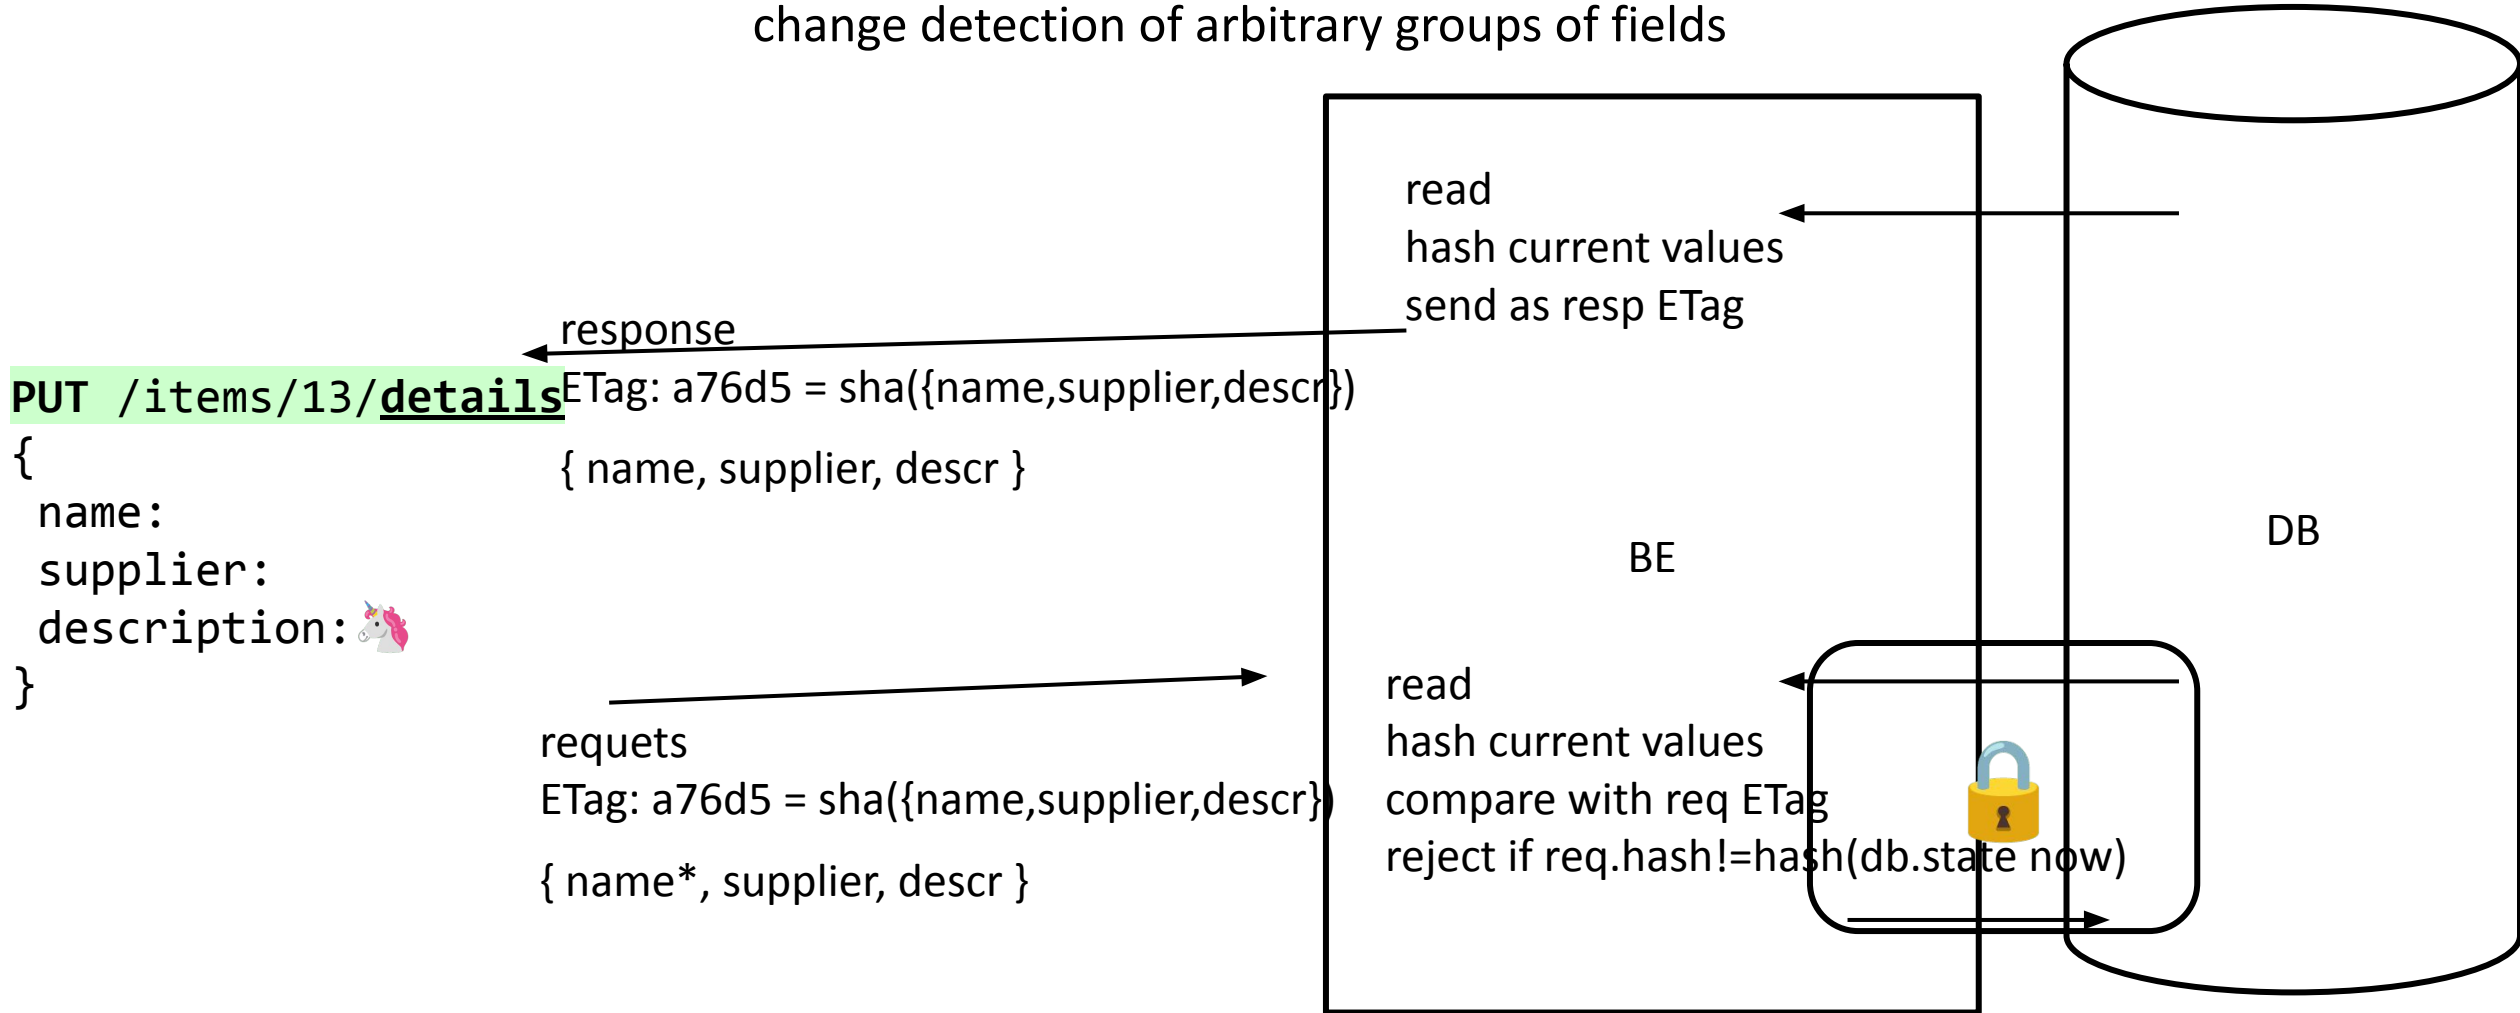 change detection of arbitrary groups of fields
read
hash current values
send as resp ETag
response
ETag: a76d5 = sha({name,supplier,descr})
{ name, supplier, descr }
PUT /items/13/details
{
name:
supplier:
description:🦄
}
BE
DB
requets
ETag: a76d5 = sha({name,supplier,descr})
{ name*, supplier, descr }
read
hash current values
compare with req ETag
reject if req.hash!=hash(db.state now)